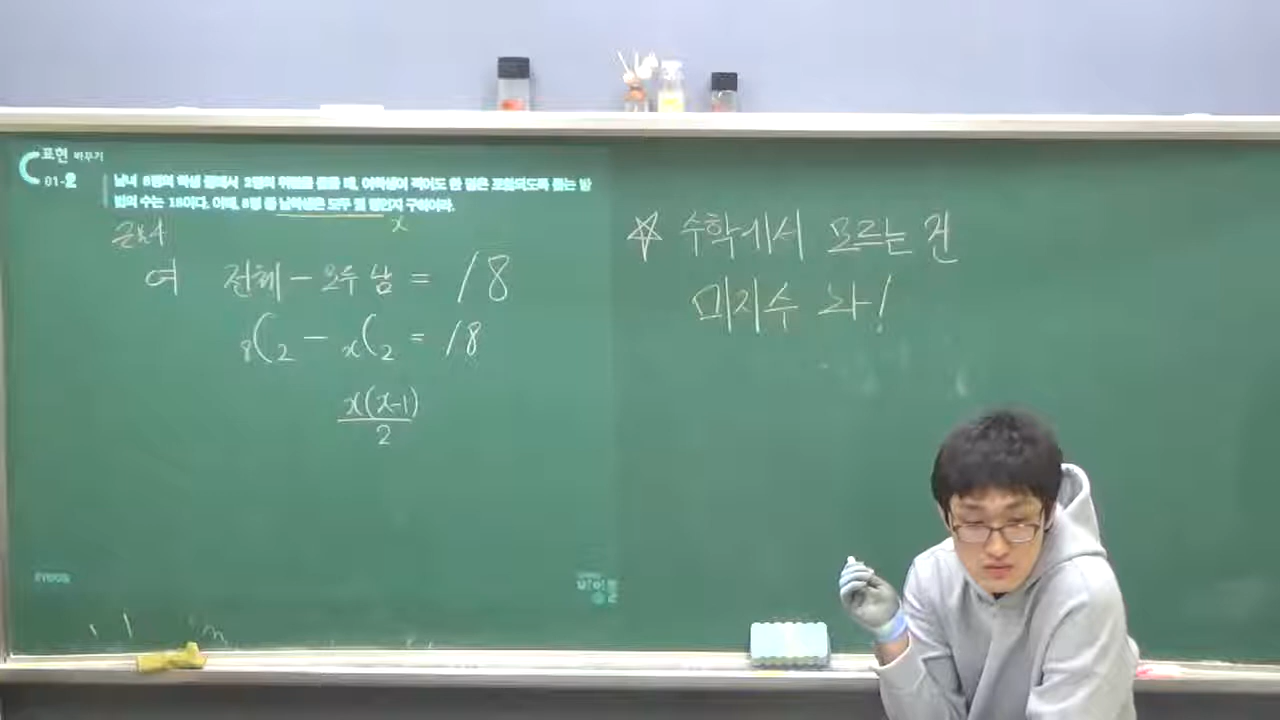 표현 바꾸기
01-2
남녀 8명의 학생 중에서 2명의 위원을 뽑을 때, 여학생이 적어도 한 명은 포함되도록 뽑는 방
법의 수는 18이다. 이때, 8명 중 남학생은 모두 몇 명인지 구하여라.
x
여 전체 - 모두 남 = 18
₈C₂ - ₓC₂ = 18
x(x-1)
2
☆ 수학에서 모르는 건
미지수 라!